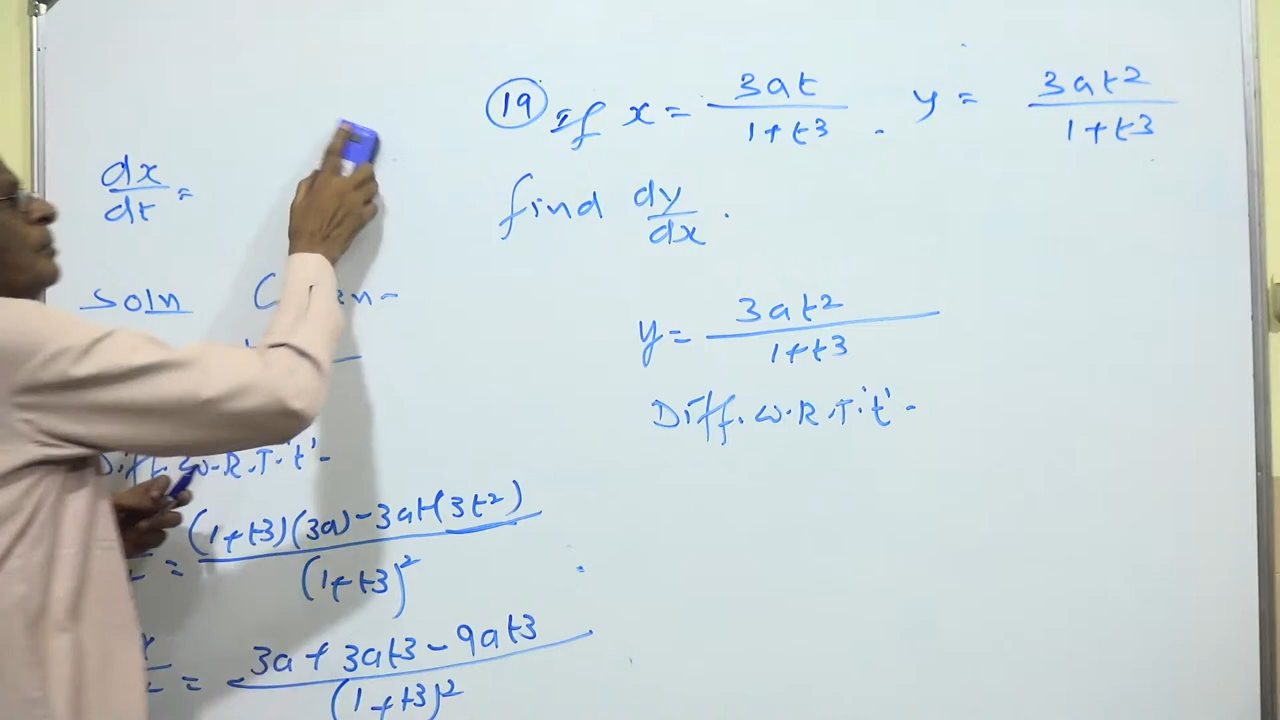 (19) If x = 3at / 1+t3 . y = 3at2 / 1+t3
find dy/dx .
dx/dt =
Soln
Diff. W.R.T. 't' -
= (1+t3)(3a) - 3at(3t2) / (1+t3)2
= 3a + 3at3 - 9at3 / (1+t3)2
y = 3at2 / 1+t3
Diff. W.R.T. 't' -